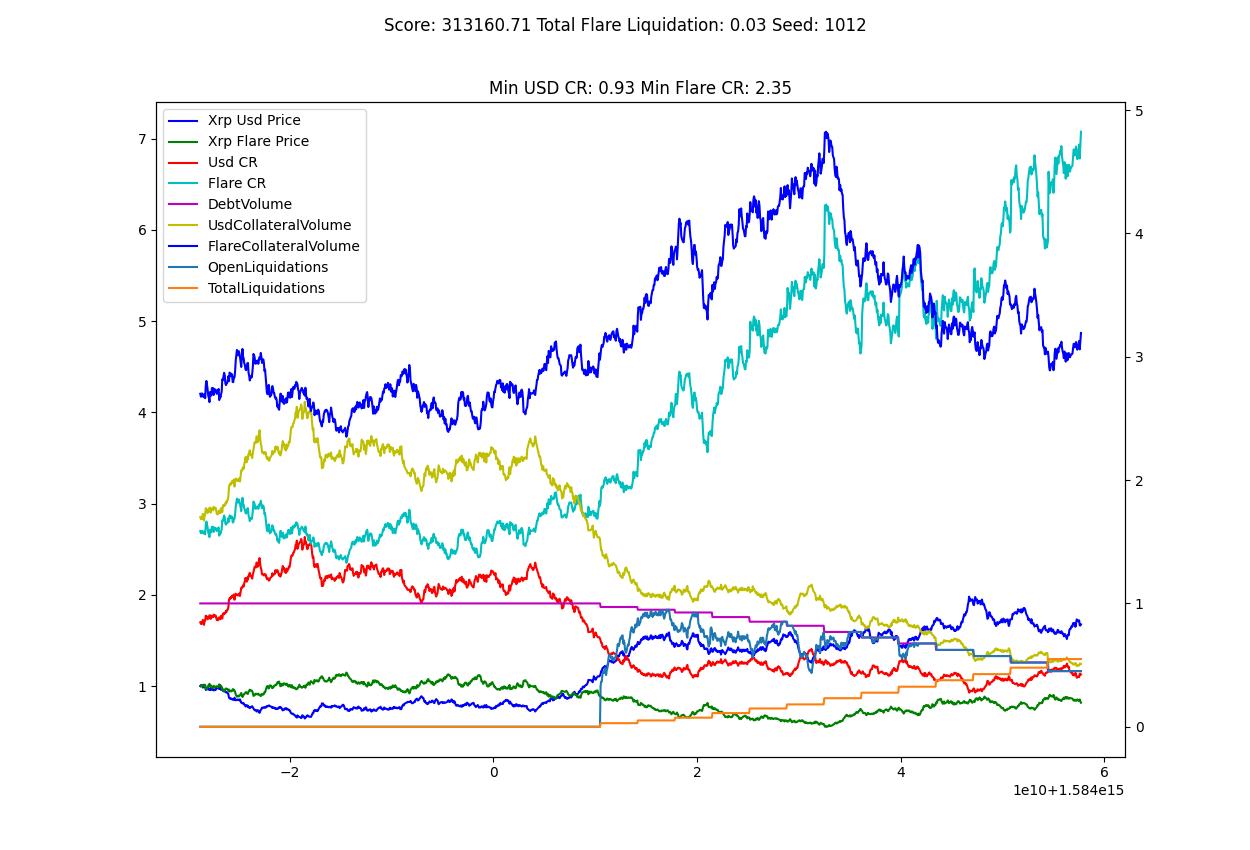 Score: 313160.71 Total Flare Liquidation: 0.03 Seed: 1012
Min USD CR: 0.93 Min Flare CR: 2.35
Xrp Usd Price
Xrp Flare Price
Usd CR
Flare CR
DebtVolume
UsdCollateralVolume
FlareCollateralVolume
OpenLiquidations
TotalLiquidations
7
6
5
4
3
2
1
5
4
3
2
1
0
−2
0
2
4
6
1e10+1.584e15